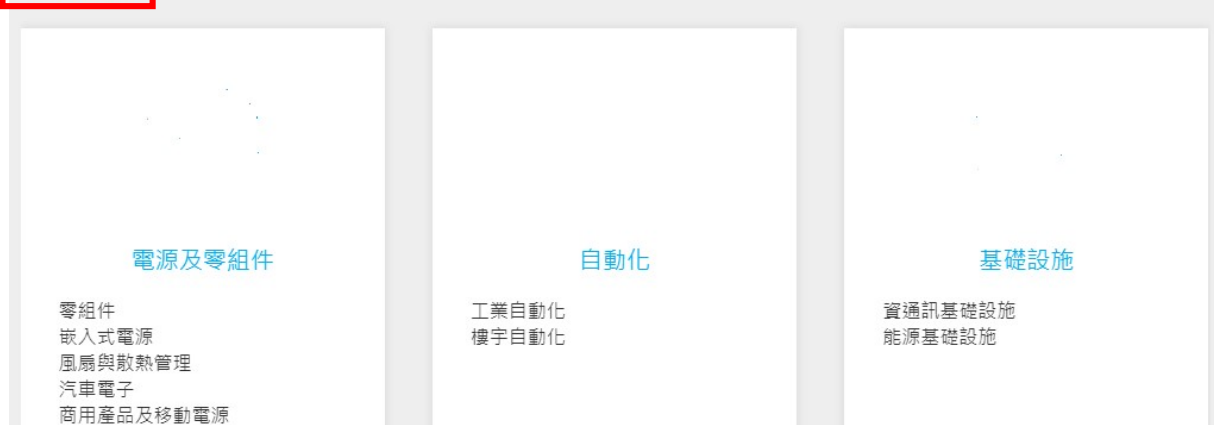 電源及零組件
零組件
嵌入式電源
風扇與散熱管理
汽車電子
商用產品及移動電源
自動化
工業自動化
樓宇自動化
基礎設施
資通訊基礎設施
能源基礎設施